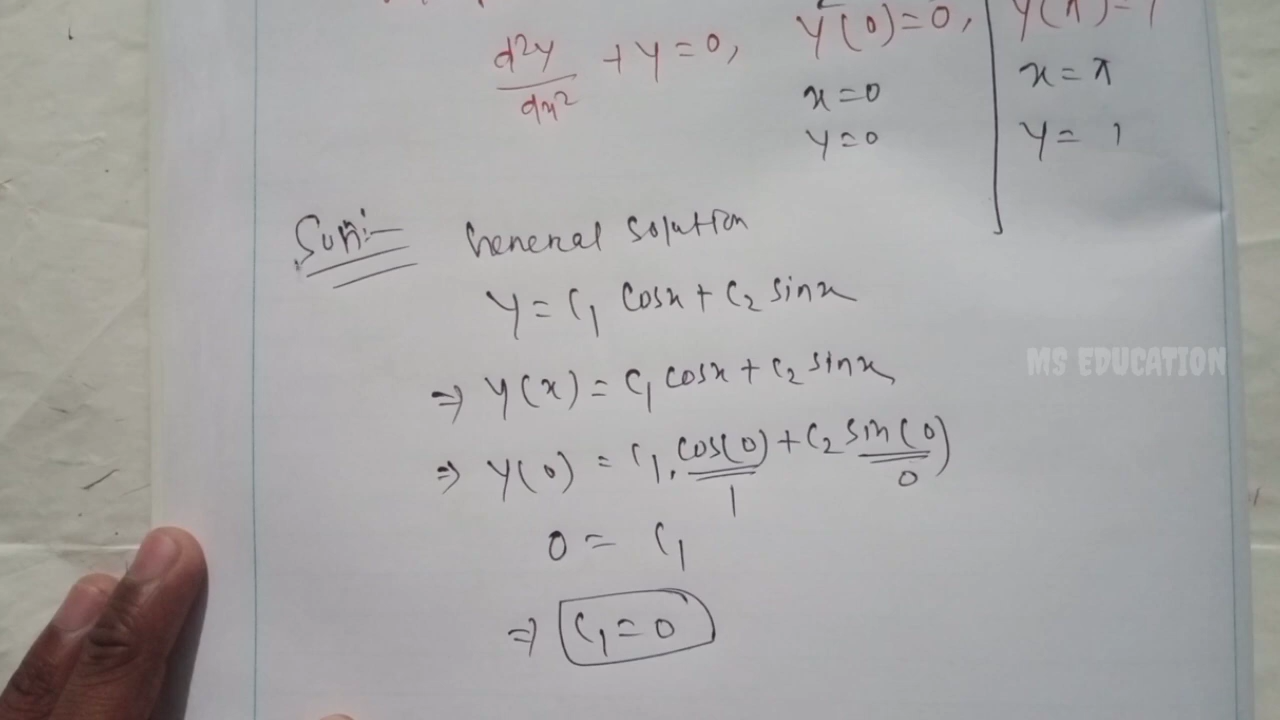 d²y/dx² + y = 0, y(0) = 0, y(π) = 1
x = 0
y = 0
x = π
y = 1
Sun:-
General solution
y = C₁ cosx + C₂ sinx
⇒ y(x) = C₁ cosx + C₂ sinx
⇒ y(0) = C₁. cos(0) + C₂ sin(0)
1 0
0 = C₁
⇒ C₁ = 0
MS EDUCATION